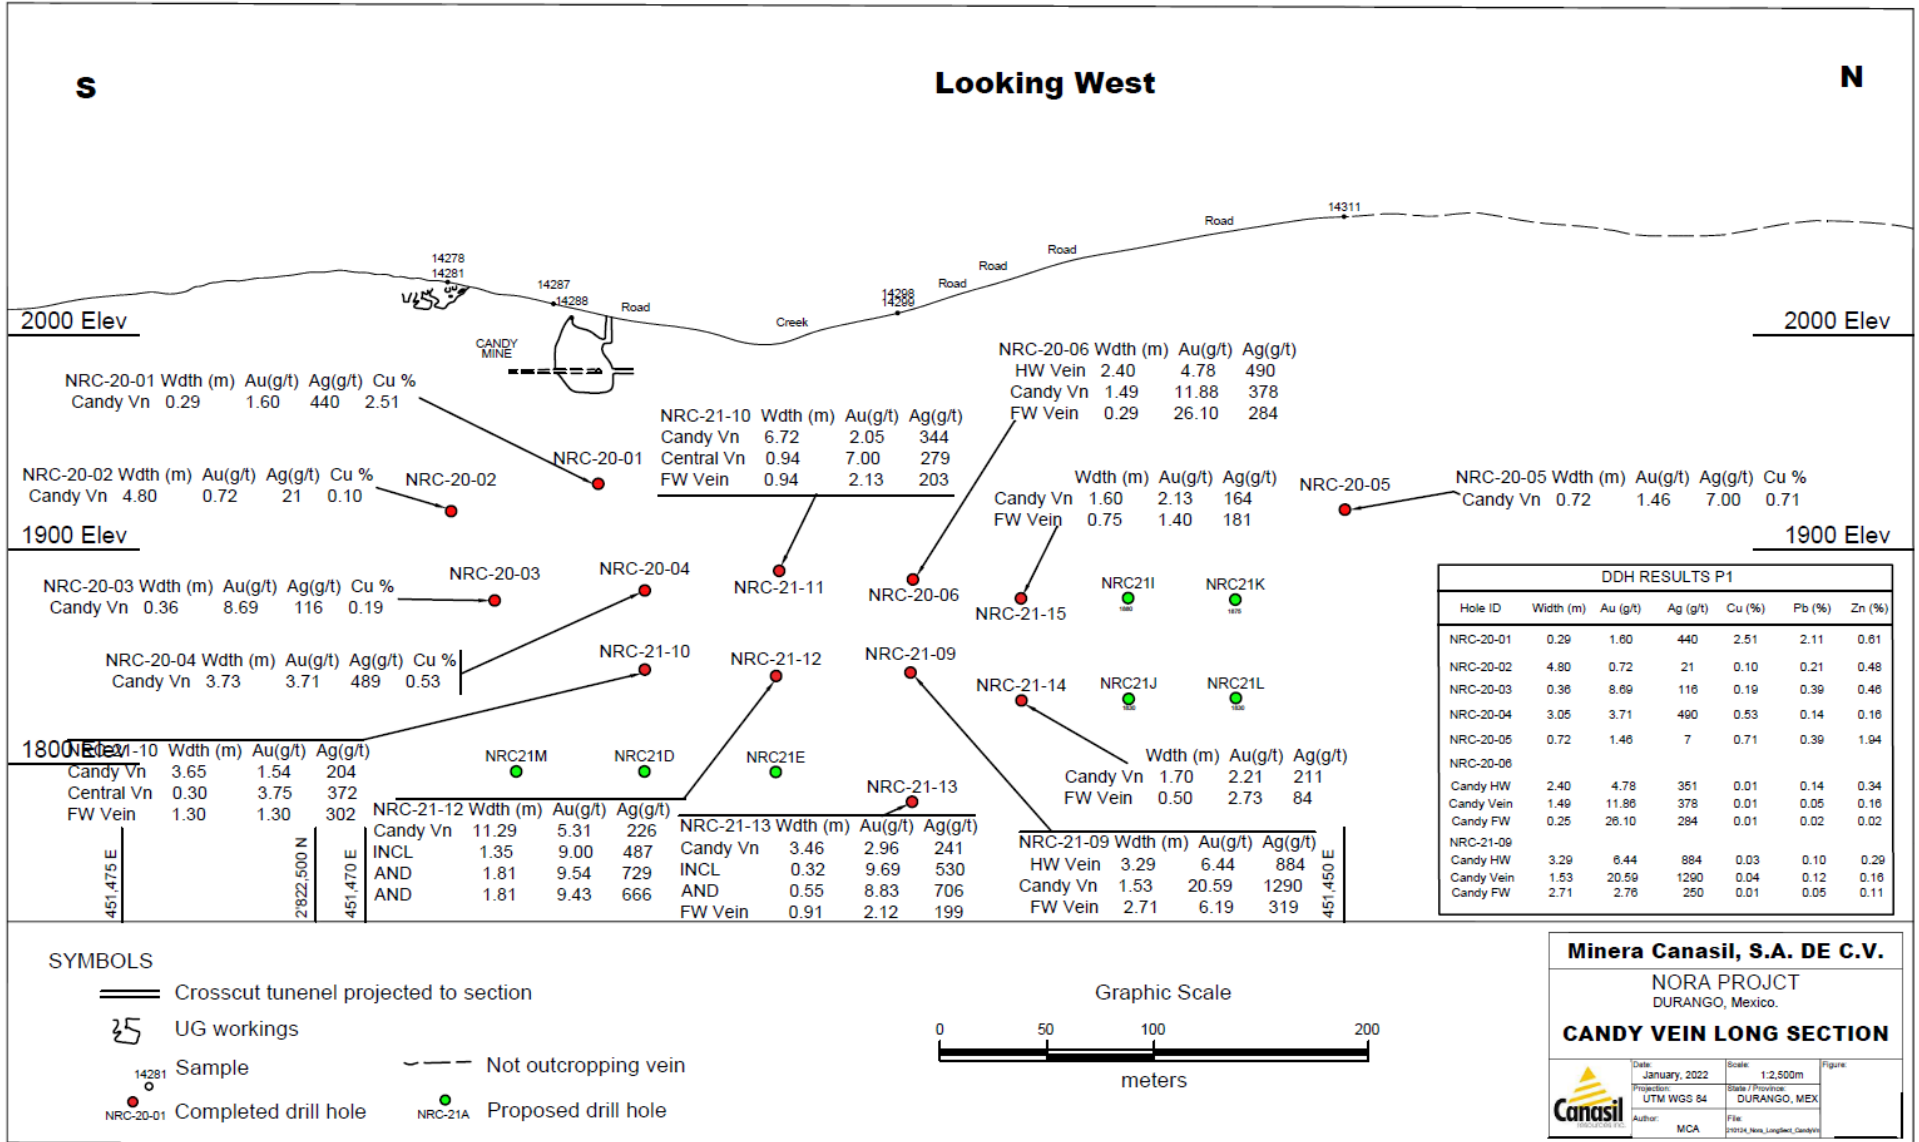 S
Looking West
N
14311
Road
Road
Road
Road
14278
14281
14287
14288
Road
14298
14299
Creek
2000 Elev
2000 Elev
CANDY
MINE
NRC-20-01 Wdth (m) Au(g/t) Ag(g/t) Cu %
Candy Vn 0.29 1.60 440 2.51
NRC-20-06 Wdth (m) Au(g/t) Ag(g/t)
HW Vein 2.40 4.78 490
Candy Vn 1.49 11.88 378
FW Vein 0.29 26.10 284
NRC-21-10 Wdth (m) Au(g/t) Ag(g/t)
Candy Vn 6.72 2.05 344
Central Vn 0.94 7.00 279
FW Vein 0.94 2.13 203
NRC-20-01
NRC-20-02 Wdth (m) Au(g/t) Ag(g/t) Cu %
Candy Vn 4.80 0.72 21 0.10
NRC-20-02
Wdth (m) Au(g/t) Ag(g/t)
Candy Vn 1.60 2.13 164
FW Vein 0.75 1.40 181
NRC-20-05
NRC-20-05 Wdth (m) Au(g/t) Ag(g/t) Cu %
Candy Vn 0.72 1.46 7.00 0.71
1900 Elev
1900 Elev
NRC-20-03 Wdth (m) Au(g/t) Ag(g/t) Cu %
Candy Vn 0.36 8.69 116 0.19
NRC-20-03
NRC-20-04
NRC-21-11
NRC-20-06
NRC-21-15
NRC21I
1880
NRC21K
1875
NRC-20-04 Wdth (m) Au(g/t) Ag(g/t) Cu %
Candy Vn 3.73 3.71 489 0.53
NRC-21-10
NRC-21-12
NRC-21-09
NRC-21-14
NRC21J
1830
NRC21L
1830
1800 Elev
NRC-21-10 Wdth (m) Au(g/t) Ag(g/t)
Candy Vn 3.65 1.54 204
Central Vn 0.30 3.75 372
FW Vein 1.30 1.30 302
NRC21M
NRC21D
NRC21E
NRC-21-13
Wdth (m) Au(g/t) Ag(g/t)
Candy Vn 1.70 2.21 211
FW Vein 0.50 2.73 84
NRC-21-12 Wdth (m) Au(g/t) Ag(g/t)
Candy Vn 11.29 5.31 226
INCL 1.35 9.00 487
AND 1.81 9.54 729
AND 1.81 9.43 666
NRC-21-13 Wdth (m) Au(g/t) Ag(g/t)
Candy Vn 3.46 2.96 241
INCL 0.32 9.69 530
AND 0.55 8.83 706
FW Vein 0.91 2.12 199
NRC-21-09 Wdth (m) Au(g/t) Ag(g/t)
HW Vein 3.29 6.44 884
Candy Vn 1.53 20.59 1290
FW Vein 2.71 6.19 319
451,475 E
2'822,500 N
451,470 E
451,450 E
DDH RESULTS P1
Hole ID Width (m) Au (g/t) Ag (g/t) Cu (%) Pb (%) Zn (%)
NRC-20-01 0.29 1.60 440 2.51 2.11 0.61
NRC-20-02 4.80 0.72 21 0.10 0.21 0.48
NRC-20-03 0.36 8.69 116 0.19 0.39 0.46
NRC-20-04 3.05 3.71 490 0.53 0.14 0.16
NRC-20-05 0.72 1.46 7 0.71 0.39 1.94
NRC-20-06
Candy HW 2.40 4.78 351 0.01 0.14 0.34
Candy Vein 1.49 11.86 378 0.01 0.05 0.16
Candy FW 0.25 26.10 284 0.01 0.02 0.02
NRC-21-09
Candy HW 3.29 6.44 884 0.03 0.10 0.29
Candy Vein 1.53 20.59 1290 0.04 0.12 0.16
Candy FW 2.71 2.76 250 0.01 0.05 0.11
SYMBOLS
Crosscut tunenel projected to section
UG workings
14281 Sample
Not outcropping vein
NRC-20-01 Completed drill hole
NRC-21A Proposed drill hole
Graphic Scale
0 50 100 200
meters
Minera Canasil, S.A. DE C.V.
NORA PROJCT
DURANGO, Mexico.
CANDY VEIN LONG SECTION
Canasil
resources inc.
Date: January, 2022
Scale: 1:2,500m
Figure:
Projection: UTM WGS 84
State / Province: DURANGO, MEX
Author: MCA
File: